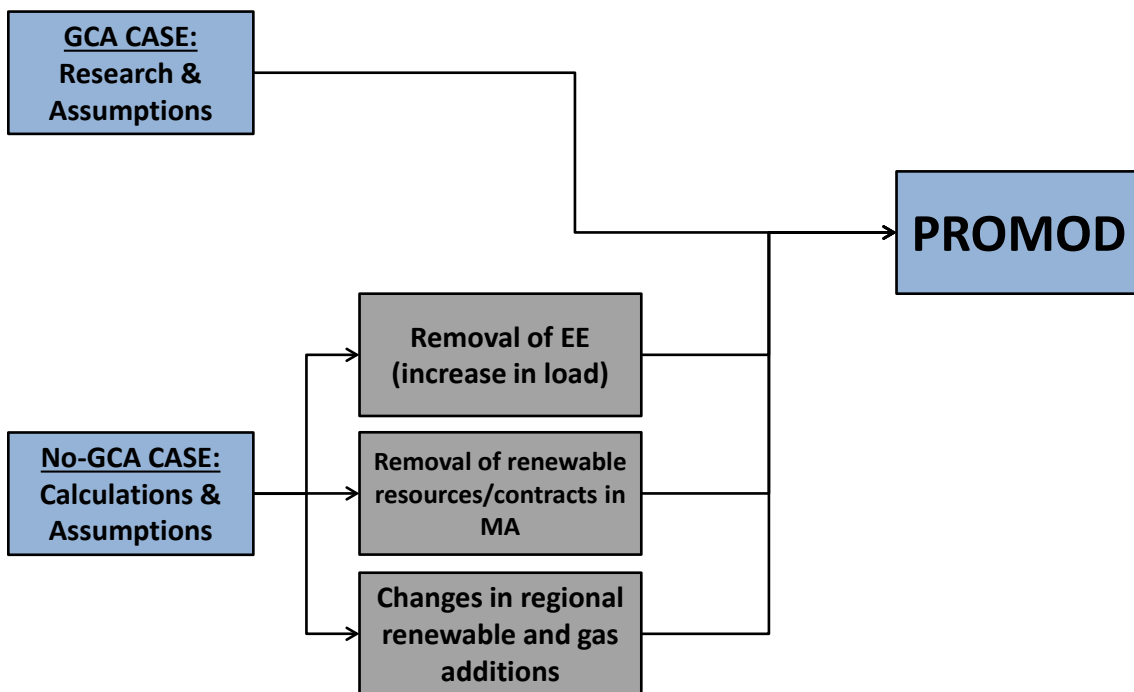 GCA CASE:
Research &
Assumptions
PROMOD
Removal of EE
(increase in load)
No-GCA CASE:
Calculations &
Assumptions
Removal of renewable
resources/contracts in
MA
Changes in regional
renewable and gas
additions